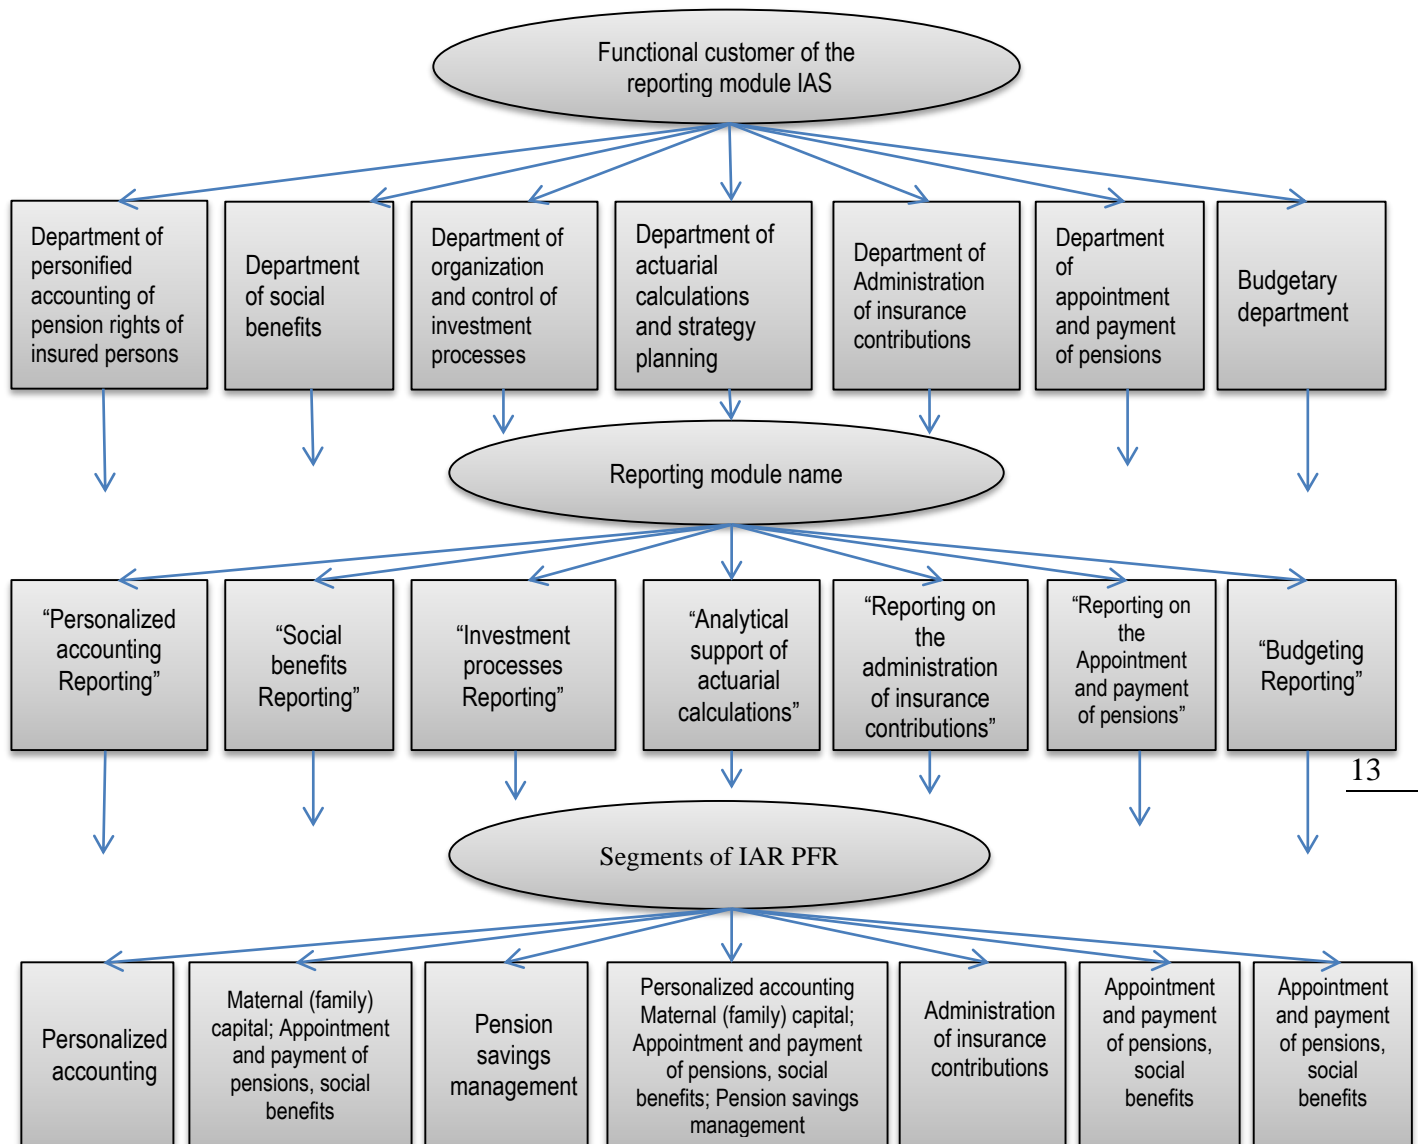 Functional customer of the
reporting module IAS
Department of
personified
accounting of
pension rights of
insured persons
Department
of social
benefits
Department of
organization
and control of
investment
processes
Department of
actuarial
calculations
and strategy
planning
Department of
Administration
of insurance
contributions
Department
of
appointment
and payment
of pensions
Budgetary
department
Reporting module name
“Personalized
accounting
Reporting”
“Social
benefits
Reporting”
“Investment
processes
Reporting”
“Analytical
support of
actuarial
calculations”
“Reporting on
the
administration
of insurance
contributions”
“Reporting on
the
Appointment
and payment
of pensions”
“Budgeting
Reporting”
13
Segments of IAR PFR
Personalized
accounting
Maternal (family)
capital; Appointment
and payment of
pensions, social
benefits
Pension
savings
management
Personalized accounting
Maternal (family) capital;
Appointment and payment
of pensions, social
benefits; Pension savings
management
Administration
of insurance
contributions
Appointment
and payment
of pensions,
social
benefits
Appointment
and payment
of pensions,
social
benefits